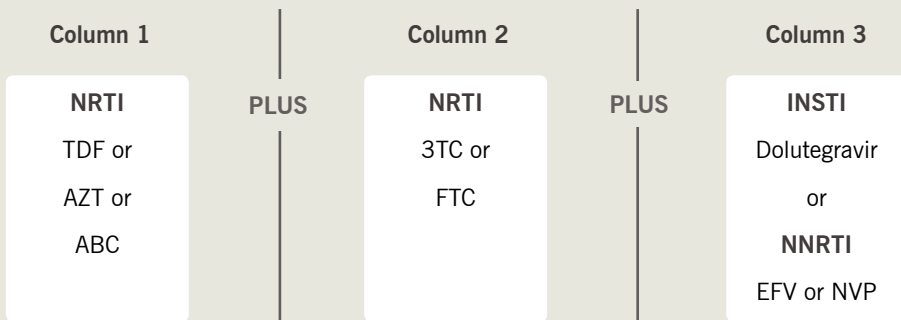 Column 1
NRTI
TDF or
AZT or
ABC
PLUS
Column 2
NRTI
3TC or
FTC
PLUS
Column 3
INSTI
Dolutegravir
or
NNRTI
EFV or NVP